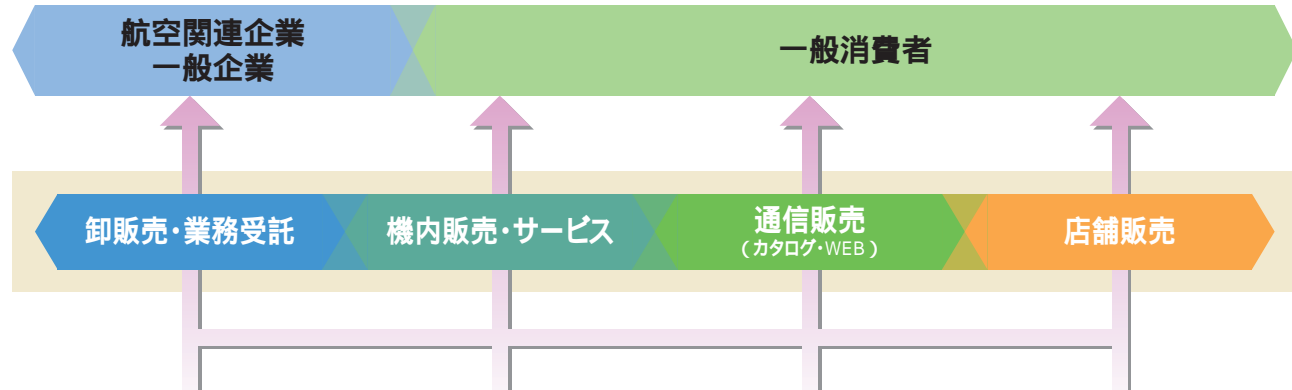 航空関連企業
一般企業
一般消費者
卸販売・業務受託
機内販売・サービス
通信販売
(カタログ・WEB)
店舗販売